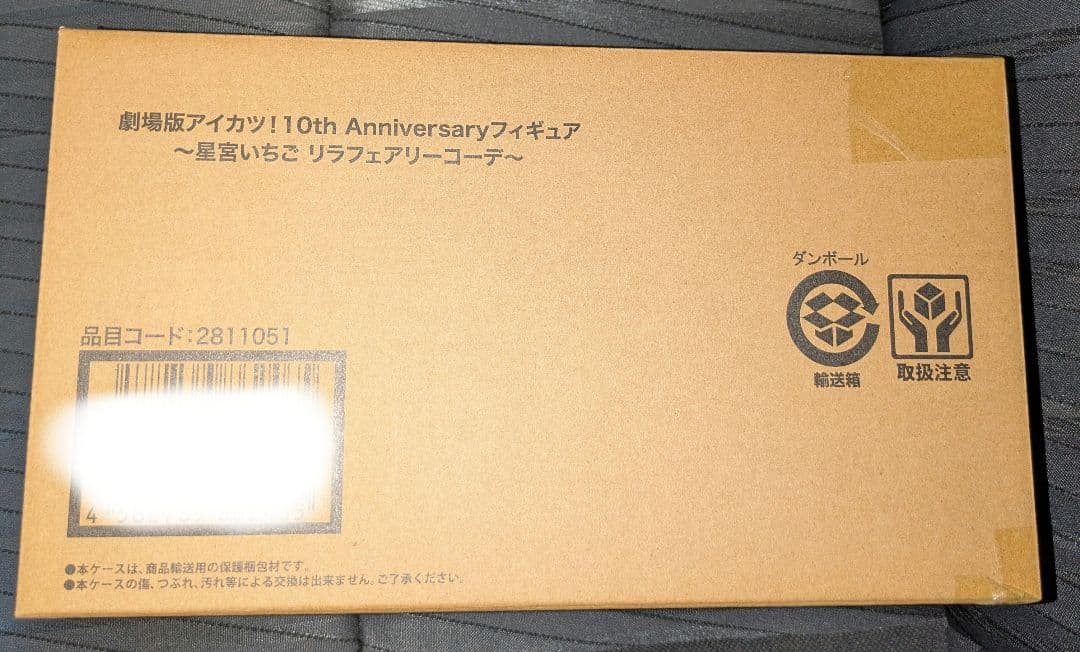 劇場版アイカツ!10th Anniversaryフィギュア
〜星宮いちご リラフェアリーコーデ〜
ダンボール
輸送箱
取扱注意
品目コード:2811051
●本ケースは、商品輸送用の保護梱包材です。
●本ケースの傷、つぶれ、汚れ等による交換は出来ません。ご了承ください。